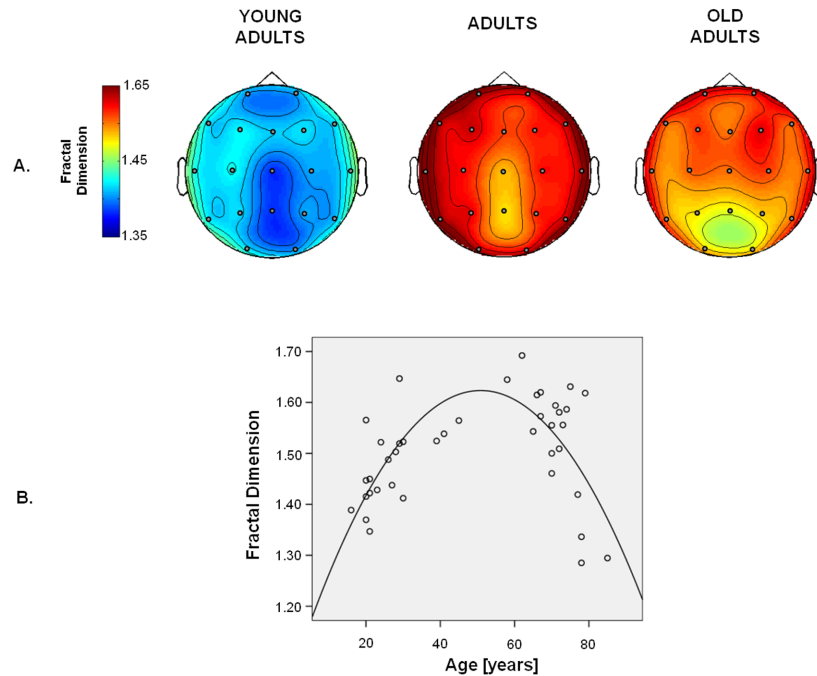 YOUNG
ADULTS
ADULTS
OLD
ADULTS
A.
Fractal
Dimension
1.65
1.45
1.35
B.
Fractal Dimension
1.70
1.60
1.50
1.40
1.30
1.20
20
40
60
80
Age [years]